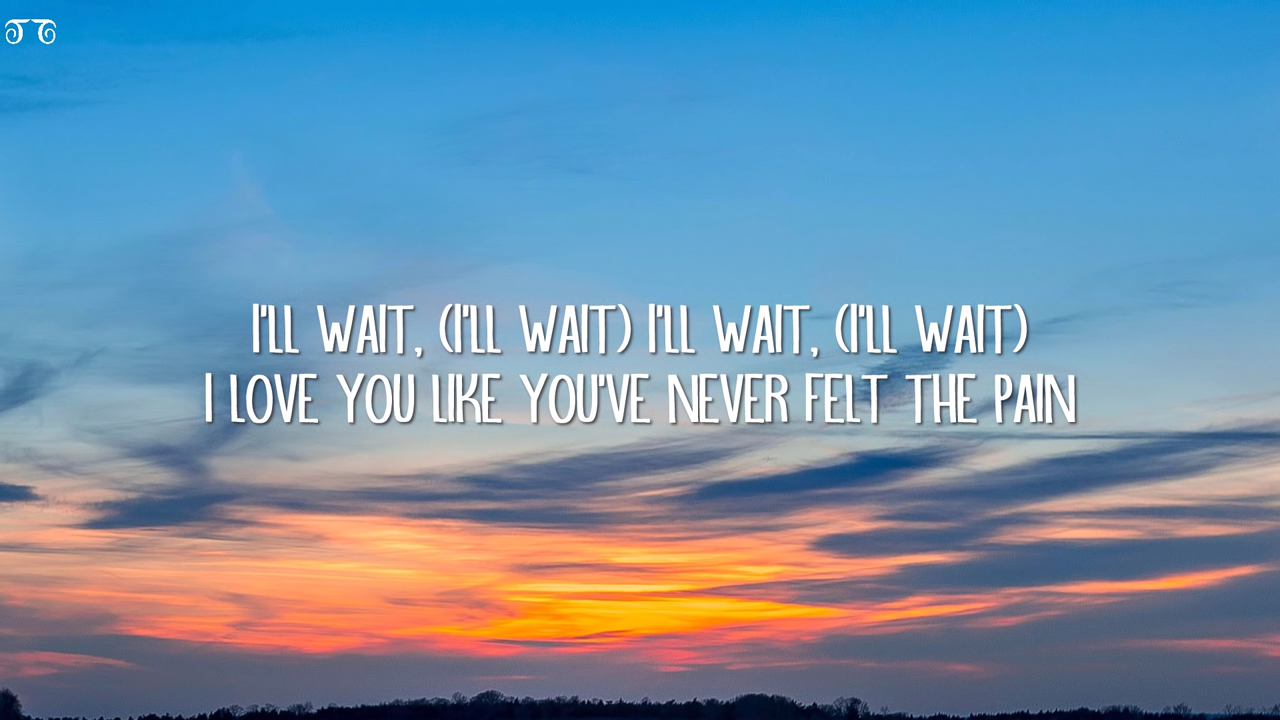 I'LL WAIT, (I'LL WAIT) I'LL WAIT, (I'LL WAIT)
I LOVE YOU LIKE YOU'VE NEVER FELT THE PAIN